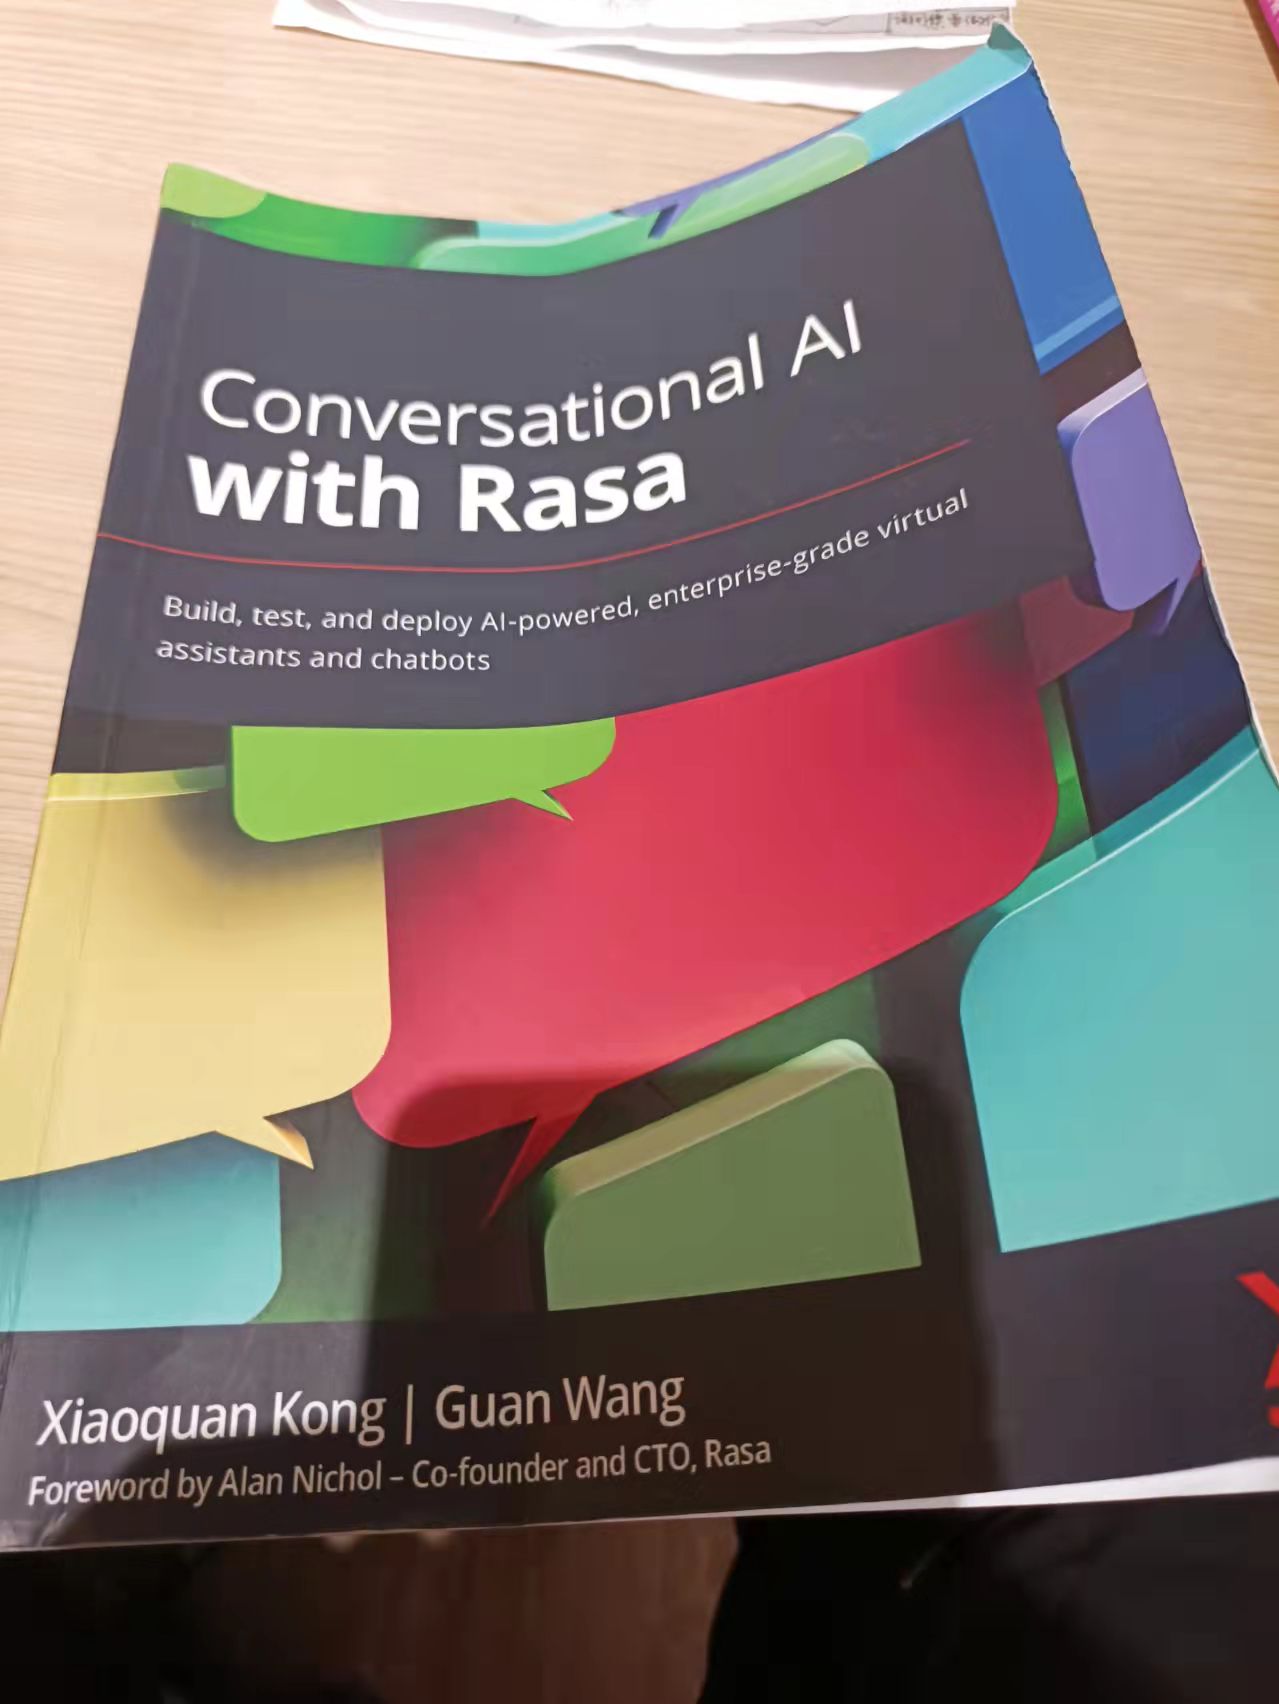 Conversational AI
with Rasa
Build, test, and deploy AI-powered, enterprise-grade virtual
assistants and chatbots
Xiaoquan Kong | Guan Wang
Foreword by Alan Nichol – Co-founder and CTO, Rasa